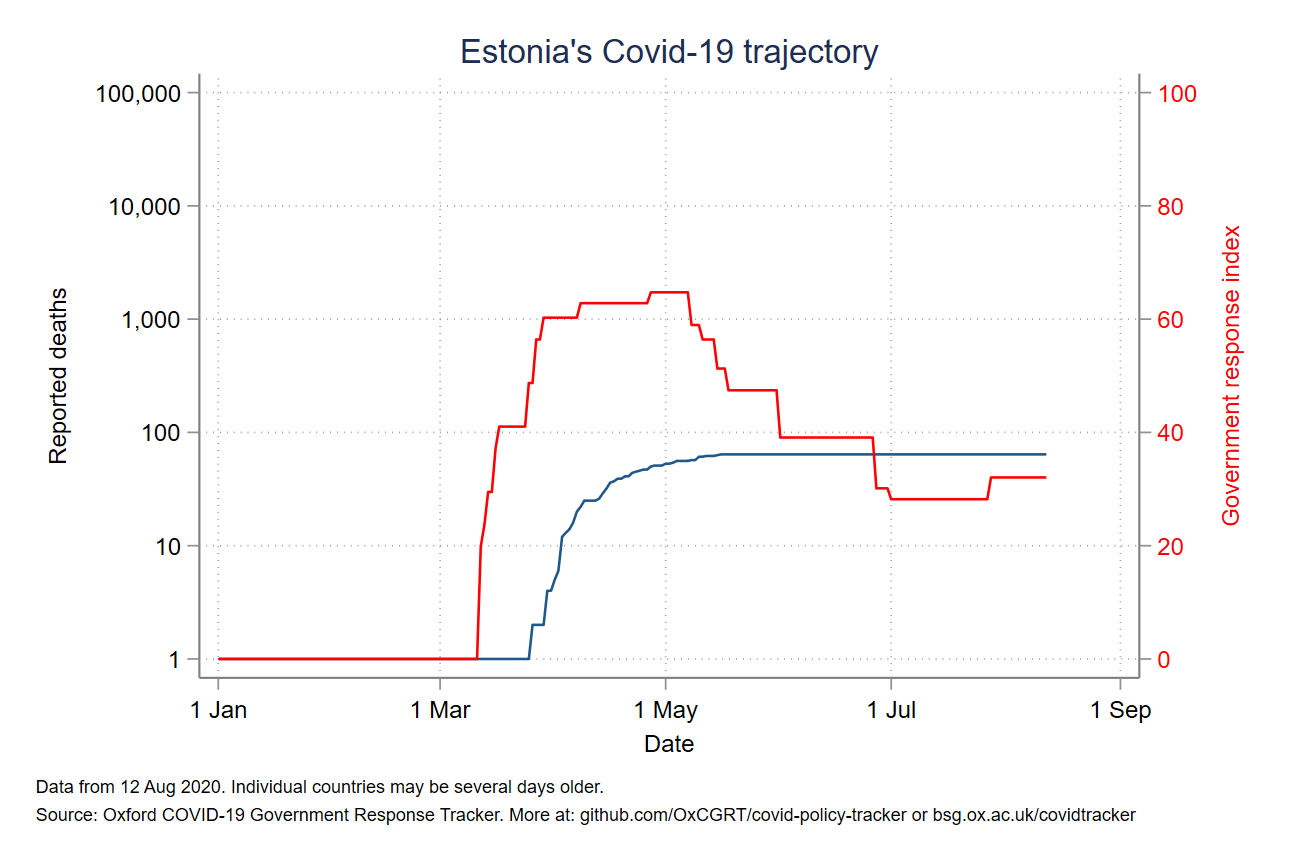 Estonia's Covid-19 trajectory
100,000
10,000
1,000
100
10
1
Reported deaths
100
80
60
40
20
0
Government response index
1 Jan
1 Mar
1 May
1 Jul
1 Sep
Date
Data from 12 Aug 2020. Individual countries may be several days older.
Source: Oxford COVID-19 Government Response Tracker. More at: github.com/OxCGRT/covid-policy-tracker or bsg.ox.ac.uk/covidtracker